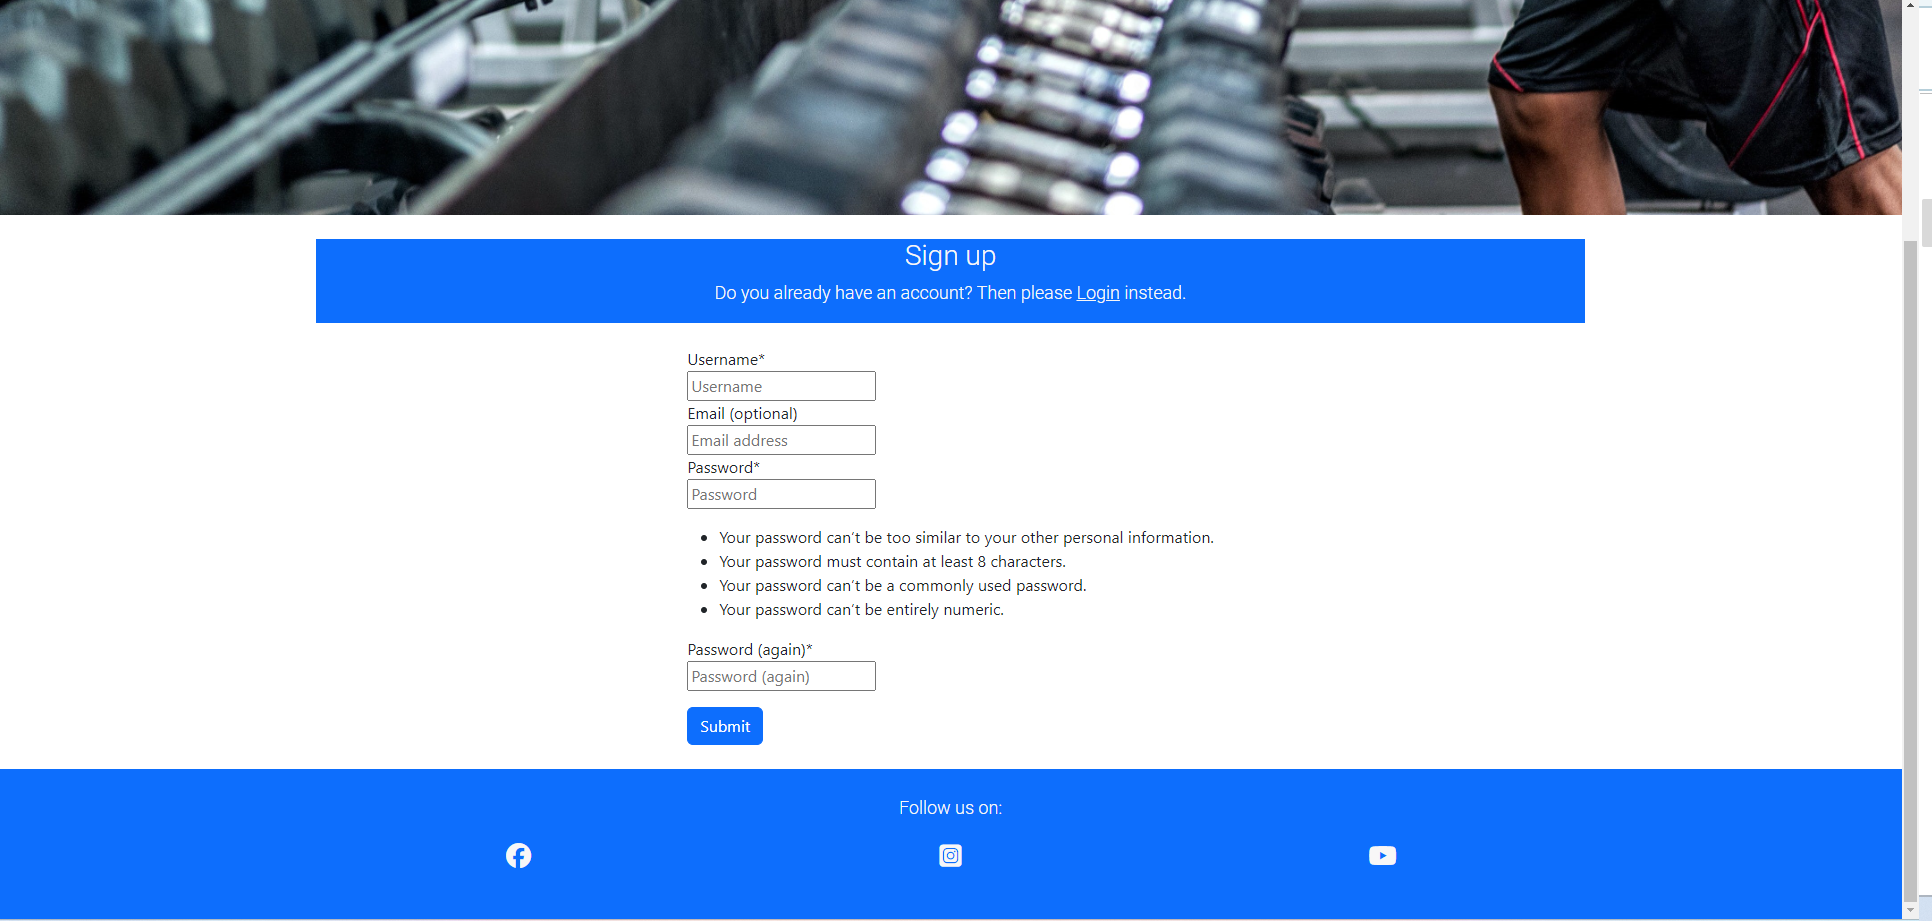 Sign up
Do you already have an account? Then please Login instead.
Username*
Username
Email (optional)
Email address
Password*
Password
Your password can't be too similar to your other personal information.
Your password must contain at least 8 characters.
Your password can't be a commonly used password.
Your password can't be entirely numeric.
Password (again)*
Password (again)
Submit
Follow us on: